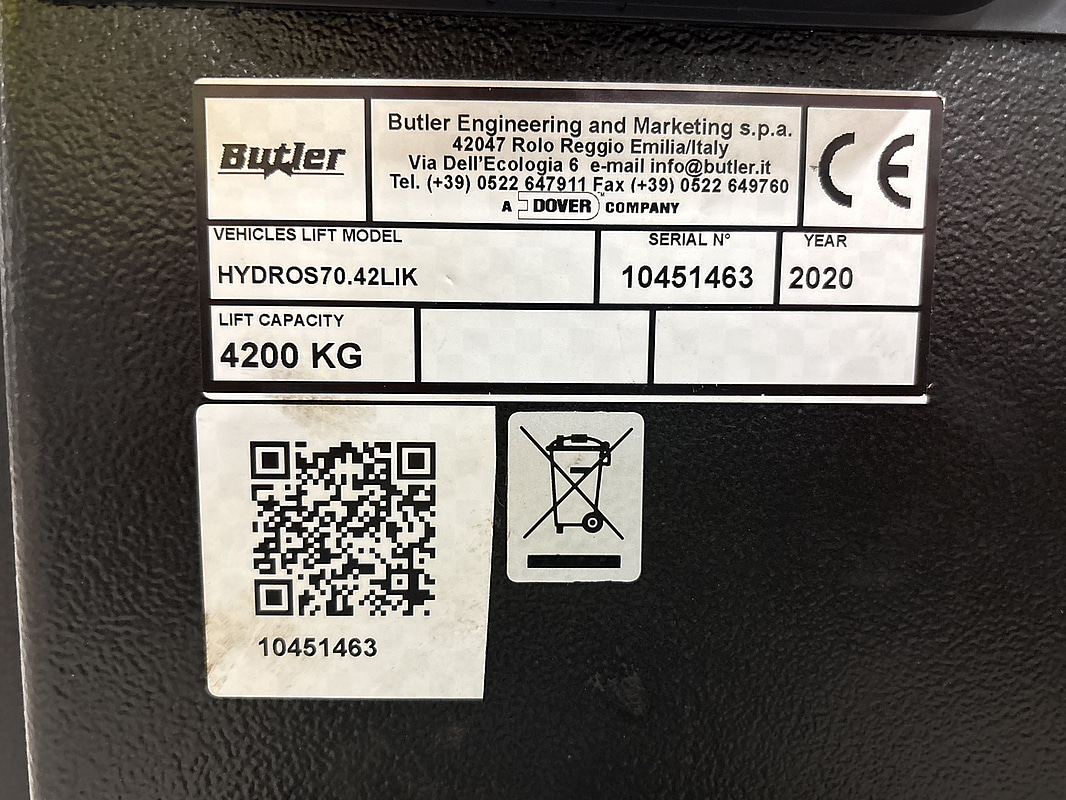 Butler
Butler Engineering and Marketing s.p.a.
42047 Rolo Reggio Emilia/Italy
Via Dell'Ecologia 6 e-mail info@butler.it
Tel. (+39) 0522 647911 Fax (+39) 0522 649760
A DOVER™ COMPANY
CE
VEHICLES LIFT MODEL
HYDROS70.42LIK
SERIAL N°
10451463
YEAR
2020
LIFT CAPACITY
4200 KG
10451463